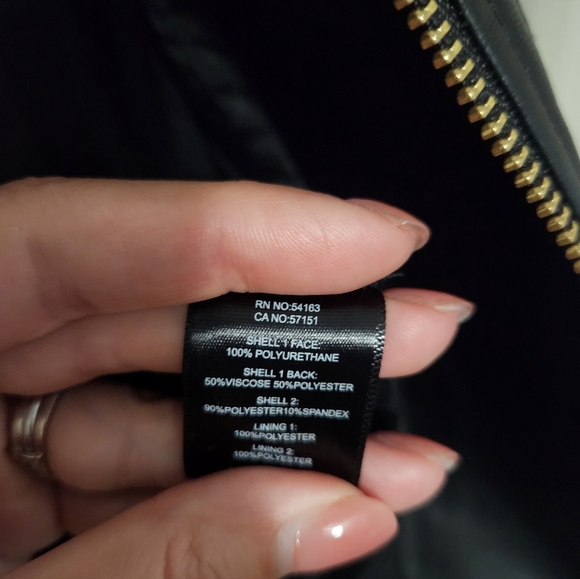 RN NO:54163
CA NO:57151
SHELL 1 FACE:
100% POLYURETHANE
SHELL 1 BACK:
50%VISCOSE 50%POLYESTER
SHELL 2:
90%POLYESTER10%SPANDEX
LINING 1:
100%POLYESTER
LINING 2:
100%POLYESTER